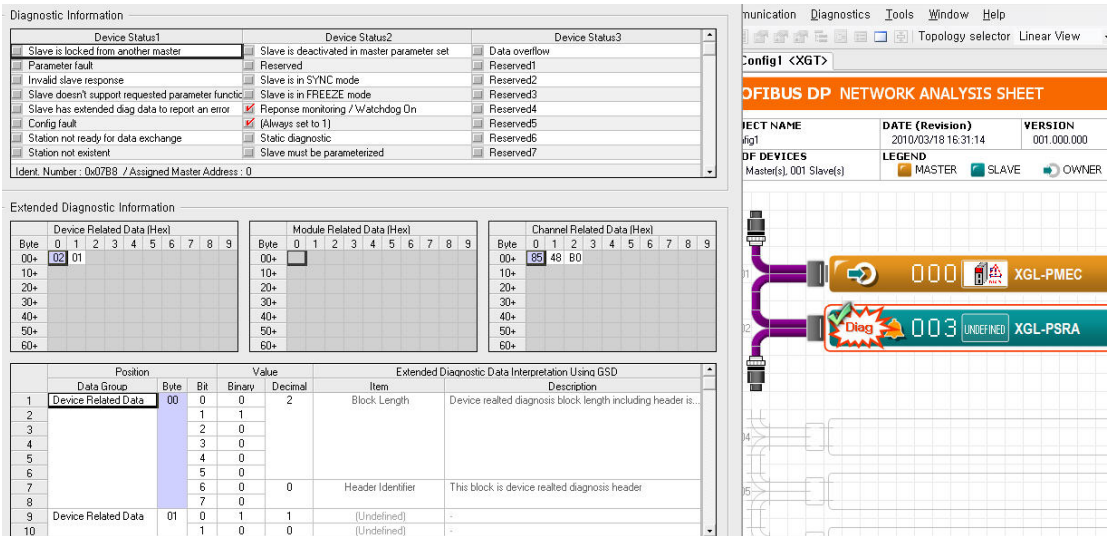 Diagnostic Information
Device Status1 Device Status2 Device Status3
Slave is locked from another master Slave is deactivated in master parameter set Data overflow
Parameter fault Reserved Reserved1
Invalid slave response Slave is in SYNC mode Reserved2
Slave doesn't support requested parameter functic Slave is in FREEZE mode Reserved3
Slave has extended diag data to report an error Reponse monitoring / Watchdog On Reserved4
Config fault (Always set to 1) Reserved5
Station not ready for data exchange Static diagnostic Reserved6
Station not existent Slave must be parameterized Reserved7
Ident. Number : 0x07B8 / Assigned Master Address : 0
Extended Diagnostic Information
Device Related Data (Hex) Module Related Data (Hex) Channel Related Data (Hex)
Byte 0 1 2 3 4 5 6 7 8 9 Byte 0 1 2 3 4 5 6 7 8 9 Byte 0 1 2 3 4 5 6 7 8 9
00+ 02 01 00+ 00+ 85 48 B0
10+ 10+ 10+
20+ 20+ 20+
30+ 30+ 30+
40+ 40+ 40+
50+ 50+ 50+
60+ 60+ 60+
Position Value Extended Diagnostic Data Interpretation Using GSD
Data Group Byte Bit Binary Decimal Item Description
1 Device Related Data 00 0 0 2 Block Length Device realted diagnosis block length including header is...
2 1 1
3 2 0
4 3 0
5 4 0
6 5 0
7 6 0 0 Header Identifier This block is device realted diagnosis header
8 7 0
9 Device Related Data 01 0 1 1 (Undefined) -
10 1 0 0 (Undefined) -
munication Diagnostics Tools Window Help
Topology selector Linear View
Config1 <XGT>
OFIBUS DP NETWORK ANALYSIS SHEET
JECT NAME DATE (Revision) VERSION
nfig1 2010/03/18 16:31:14 001.000.000
OF DEVICES LEGEND
Master(s), 001 Slave(s) MASTER SLAVE OWNER
01 000 XGL-PMEC
02 Diag 003 UNDEFINED XGL-PSRA
04
05